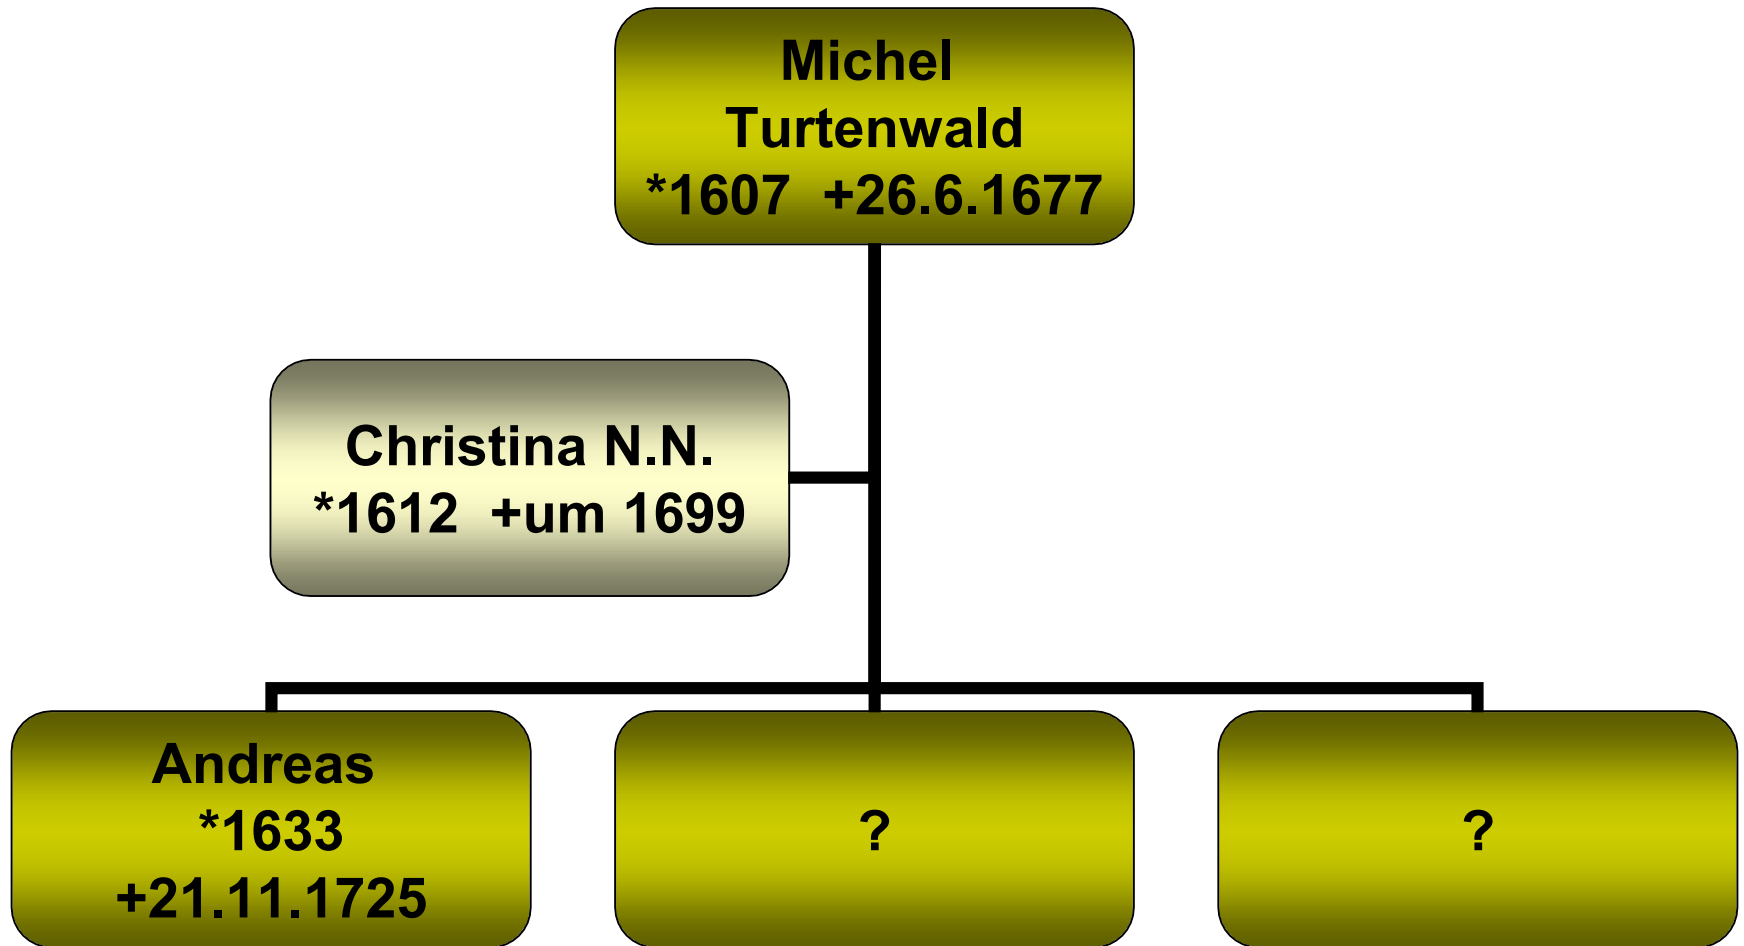 Michel
Turtenwald
*1607 +26.6.1677
Christina N.N.
*1612 +um 1699
Andreas
*1633
+21.11.1725
?
?